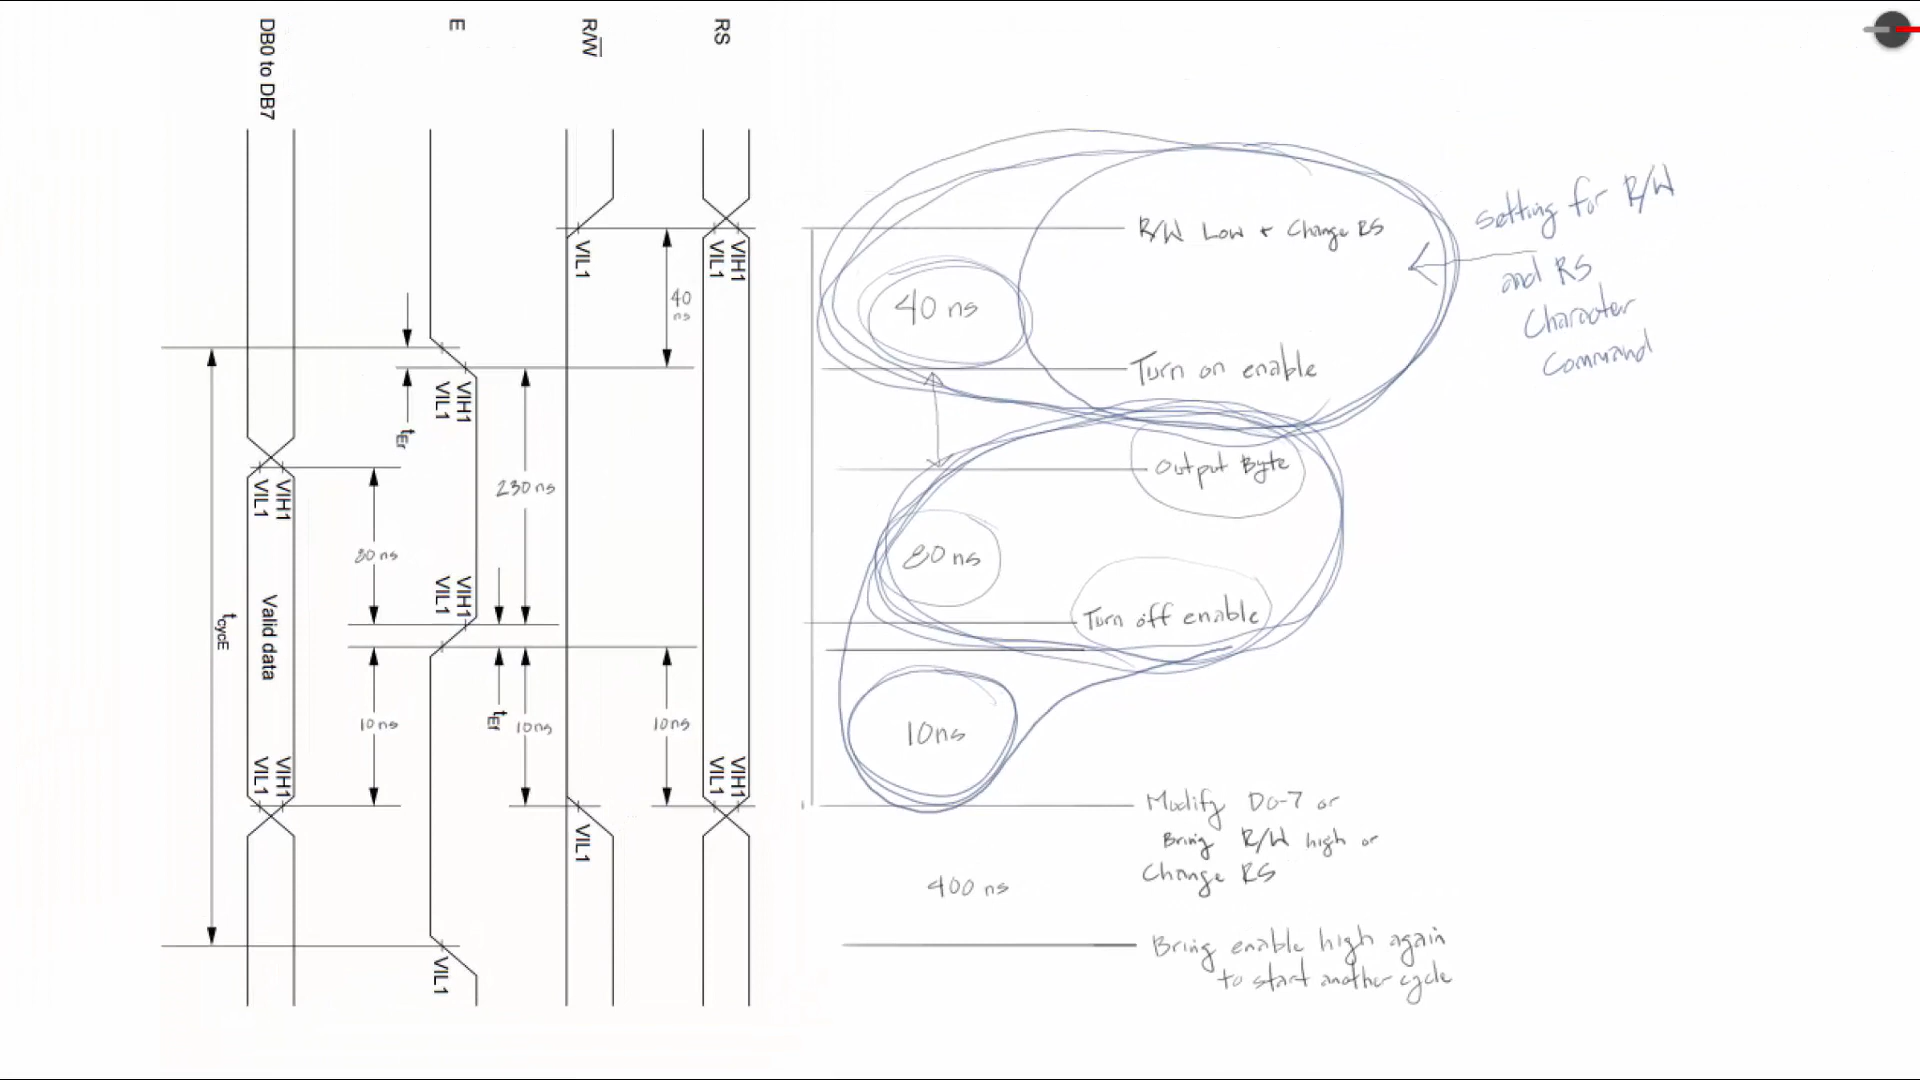 DB0 to DB7
E
R/W
RS
VIL1
VIL1
VIH1
40
ns
VIL1
VIH1
tEr
VIL1
VIH1
230 ns
80 ns
VIL1
VIH1
Valid data
tcycE
10ns
tEf
10ns
10ns
VIL1
VIH1
VIL1
VIL1
VIH1
VIL1
R/W Low + Change RS
40 ns
Turn on enable
Output Byte
80 ns
Turn off enable
10ns
Modify D0-7 or
Bring R/W high or
Change RS
400 ns
Bring enable high again
to start another cycle
setting for R/W
and RS
Character
Command